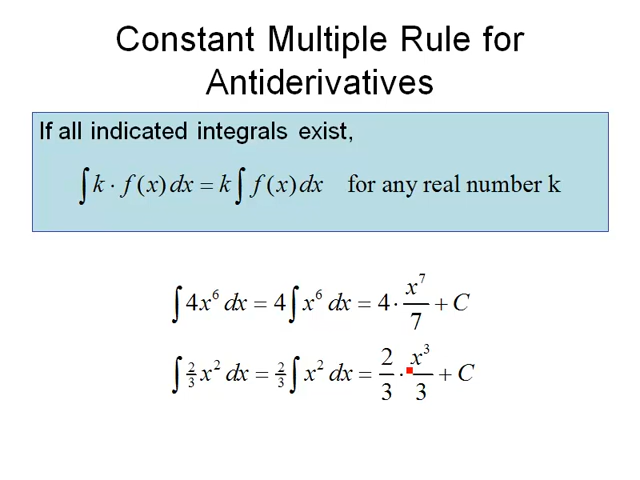 Constant Multiple Rule for
Antiderivatives
If all indicated integrals exist,
∫ k · f(x) dx = k ∫ f(x) dx for any real number k
∫ 4x⁶ dx = 4 ∫ x⁶ dx = 4 · x⁷/7 + C
∫ 2/3 x² dx = 2/3 ∫ x² dx = 2/3 · x³/3 + C